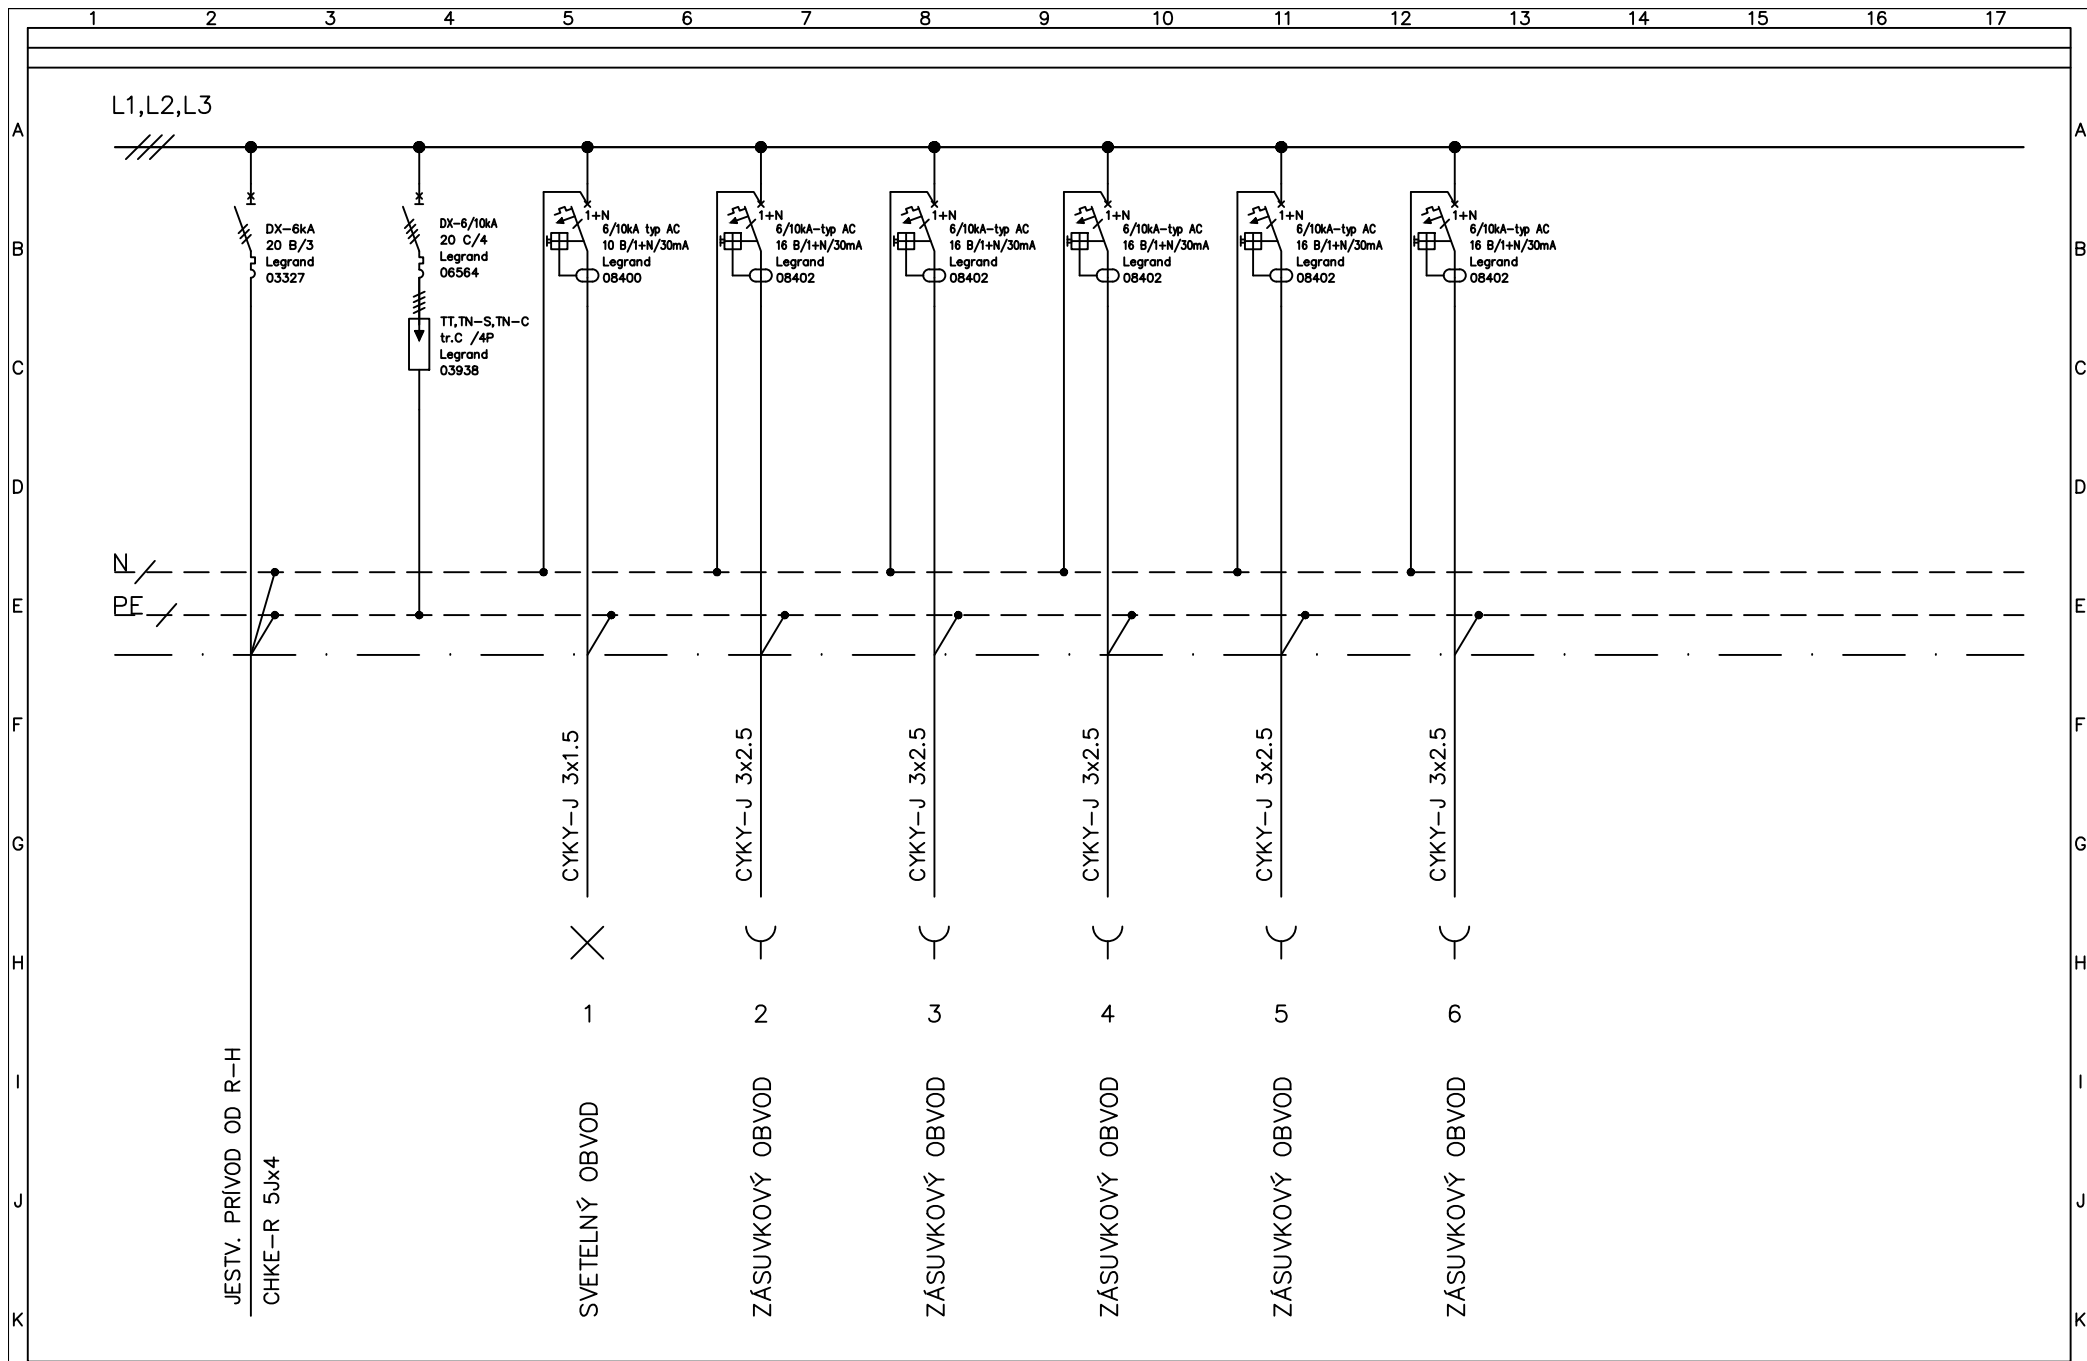 1 2 3 4 5 6 7 8 9 10 11 12 13 14 15 16 17
L1,L2,L3
A A
B B
C C
D D
E E
F F
G G
H H
I I
J J
K K
DX-6kA
20 B/3
Legrand
03327
DX-6/10kA
20 C/4
Legrand
06564
TT,TN-S,TN-C
tr.C /4P
Legrand
03938
1+N
6/10kA typ AC
10 B/1+N/30mA
Legrand
08400
1+N
6/10kA-typ AC
16 B/1+N/30mA
Legrand
08402
1+N
6/10kA-typ AC
16 B/1+N/30mA
Legrand
08402
1+N
6/10kA-typ AC
16 B/1+N/30mA
Legrand
08402
1+N
6/10kA-typ AC
16 B/1+N/30mA
Legrand
08402
1+N
6/10kA-typ AC
16 B/1+N/30mA
Legrand
08402
N
PE
CYKY-J 3x1.5
CYKY-J 3x2.5
CYKY-J 3x2.5
CYKY-J 3x2.5
CYKY-J 3x2.5
CYKY-J 3x2.5
1 2 3 4 5 6
JESTV. PRÍVOD OD R-H
CHKE-R 5Jx4
SVETELNÝ OBVOD
ZÁSUVKOVÝ OBVOD
ZÁSUVKOVÝ OBVOD
ZÁSUVKOVÝ OBVOD
ZÁSUVKOVÝ OBVOD
ZÁSUVKOVÝ OBVOD